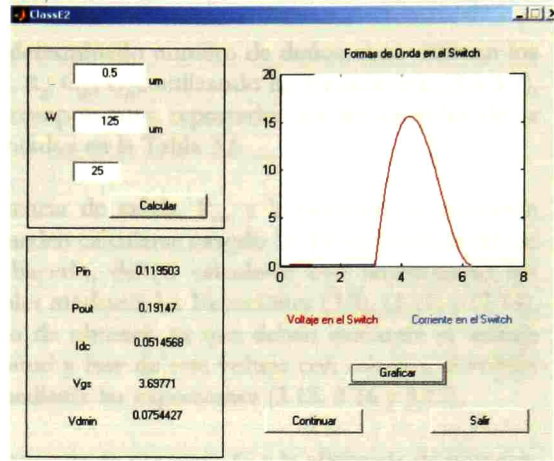 ClassE2
0.5 um
W 125 um
25
Calcular
Pin 0.119503
Pout 0.19147
Idc 0.0514568
Vgs 3.69771
Vdmin 0.0754427
Formas de Onda en el Switch
20
15
10
5
0
0 2 4 6 8
Voltaje en el Switch Corriente en el Switch
Graficar
Continuar Salir